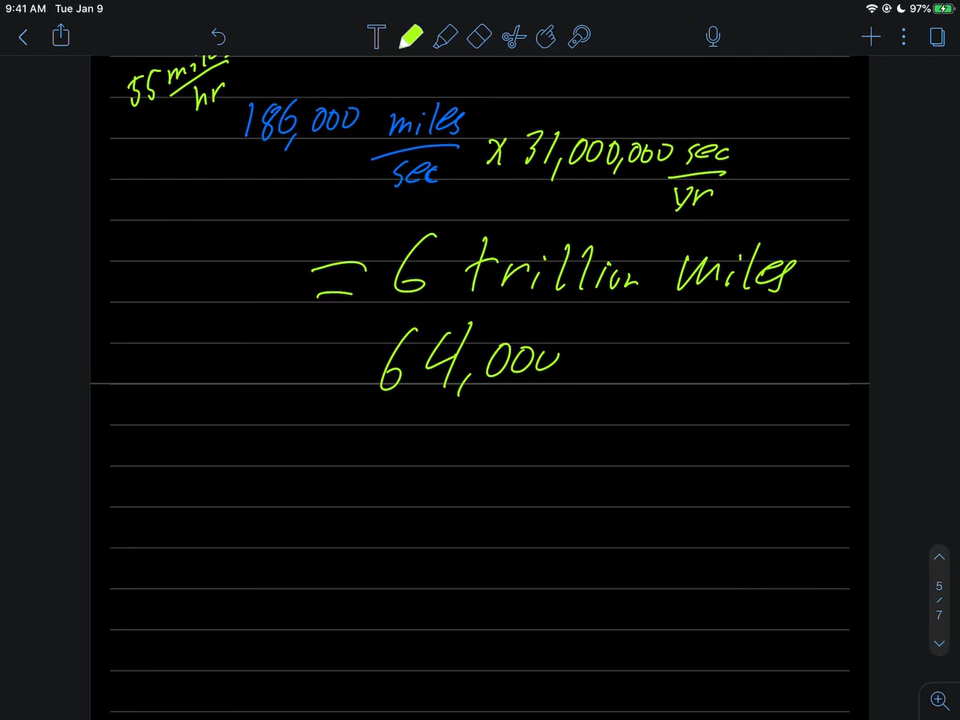 9:41 AM Tue Jan 9 97%
T
55 miles/hr
186,000 miles/sec x 31,000,000 sec/yr
= 6 trillion miles
64,000
5/7